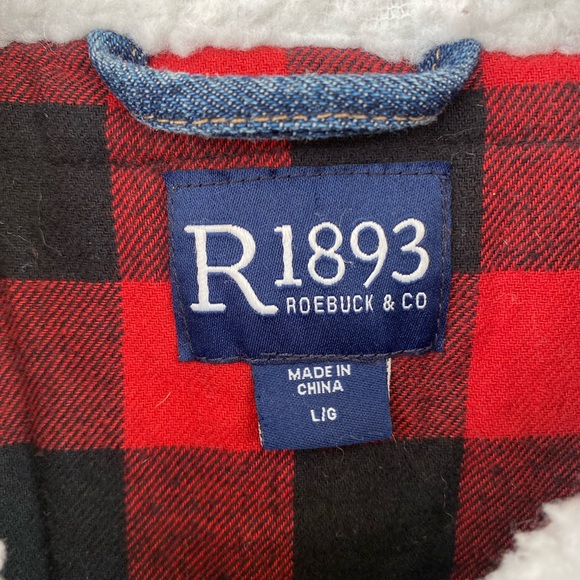 R1893
ROEBUCK & CO
MADE IN
CHINA
L/G